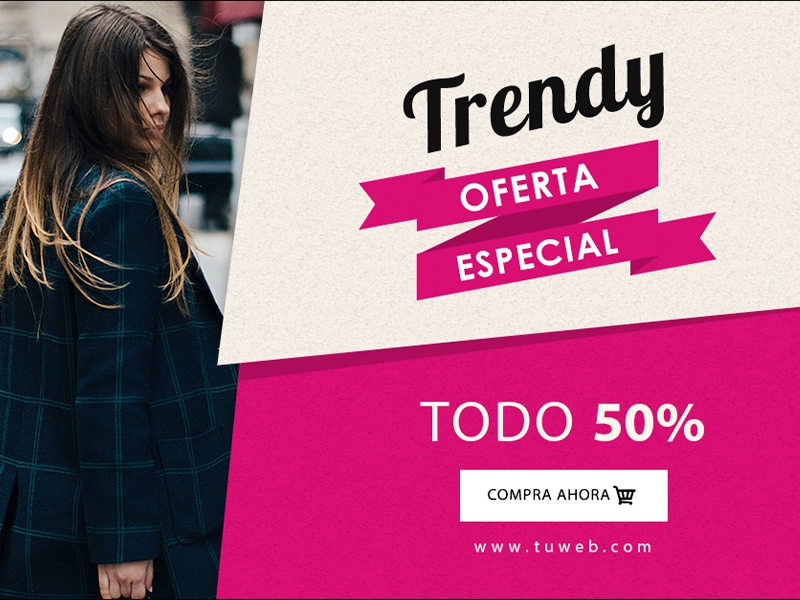 Trendy
OFERTA
ESPECIAL
TODO 50%
COMPRA AHORA
www.tuweb.com